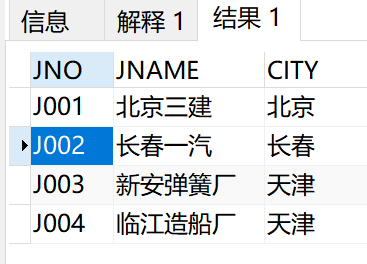 信息 解释 1 结果 1
JNO JNAME CITY
J001 北京三建 北京
J002 长春一汽 长春
J003 新安弹簧厂 天津
J004 临江造船厂 天津